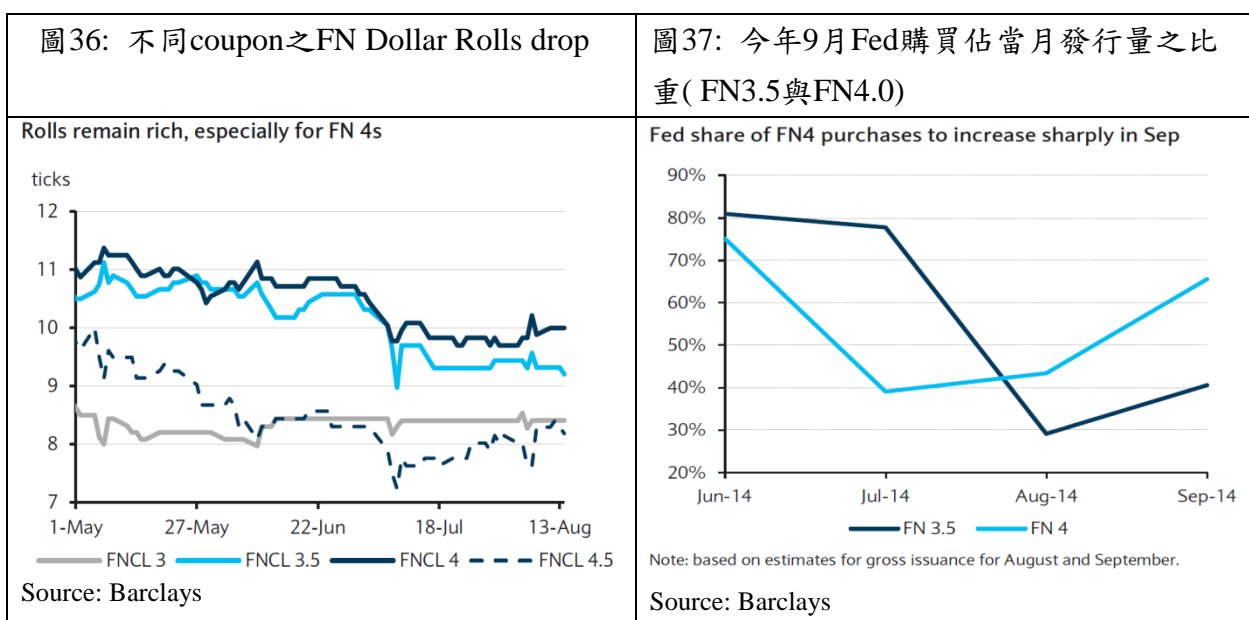 圖36: 不同coupon之FN Dollar Rolls drop
圖37: 今年9月Fed購買佔當月發行量之比
重( FN3.5與FN4.0)
Rolls remain rich, especially for FN 4s
ticks
12
11
10
9
8
7
1-May
27-May
22-Jun
18-Jul
13-Aug
FNCL 3
FNCL 3.5
FNCL 4
FNCL 4.5
Source: Barclays
Fed share of FN4 purchases to increase sharply in Sep
90%
80%
70%
60%
50%
40%
30%
20%
Jun-14
Jul-14
Aug-14
Sep-14
FN 3.5
FN 4
Note: based on estimates for gross issuance for August and September.
Source: Barclays